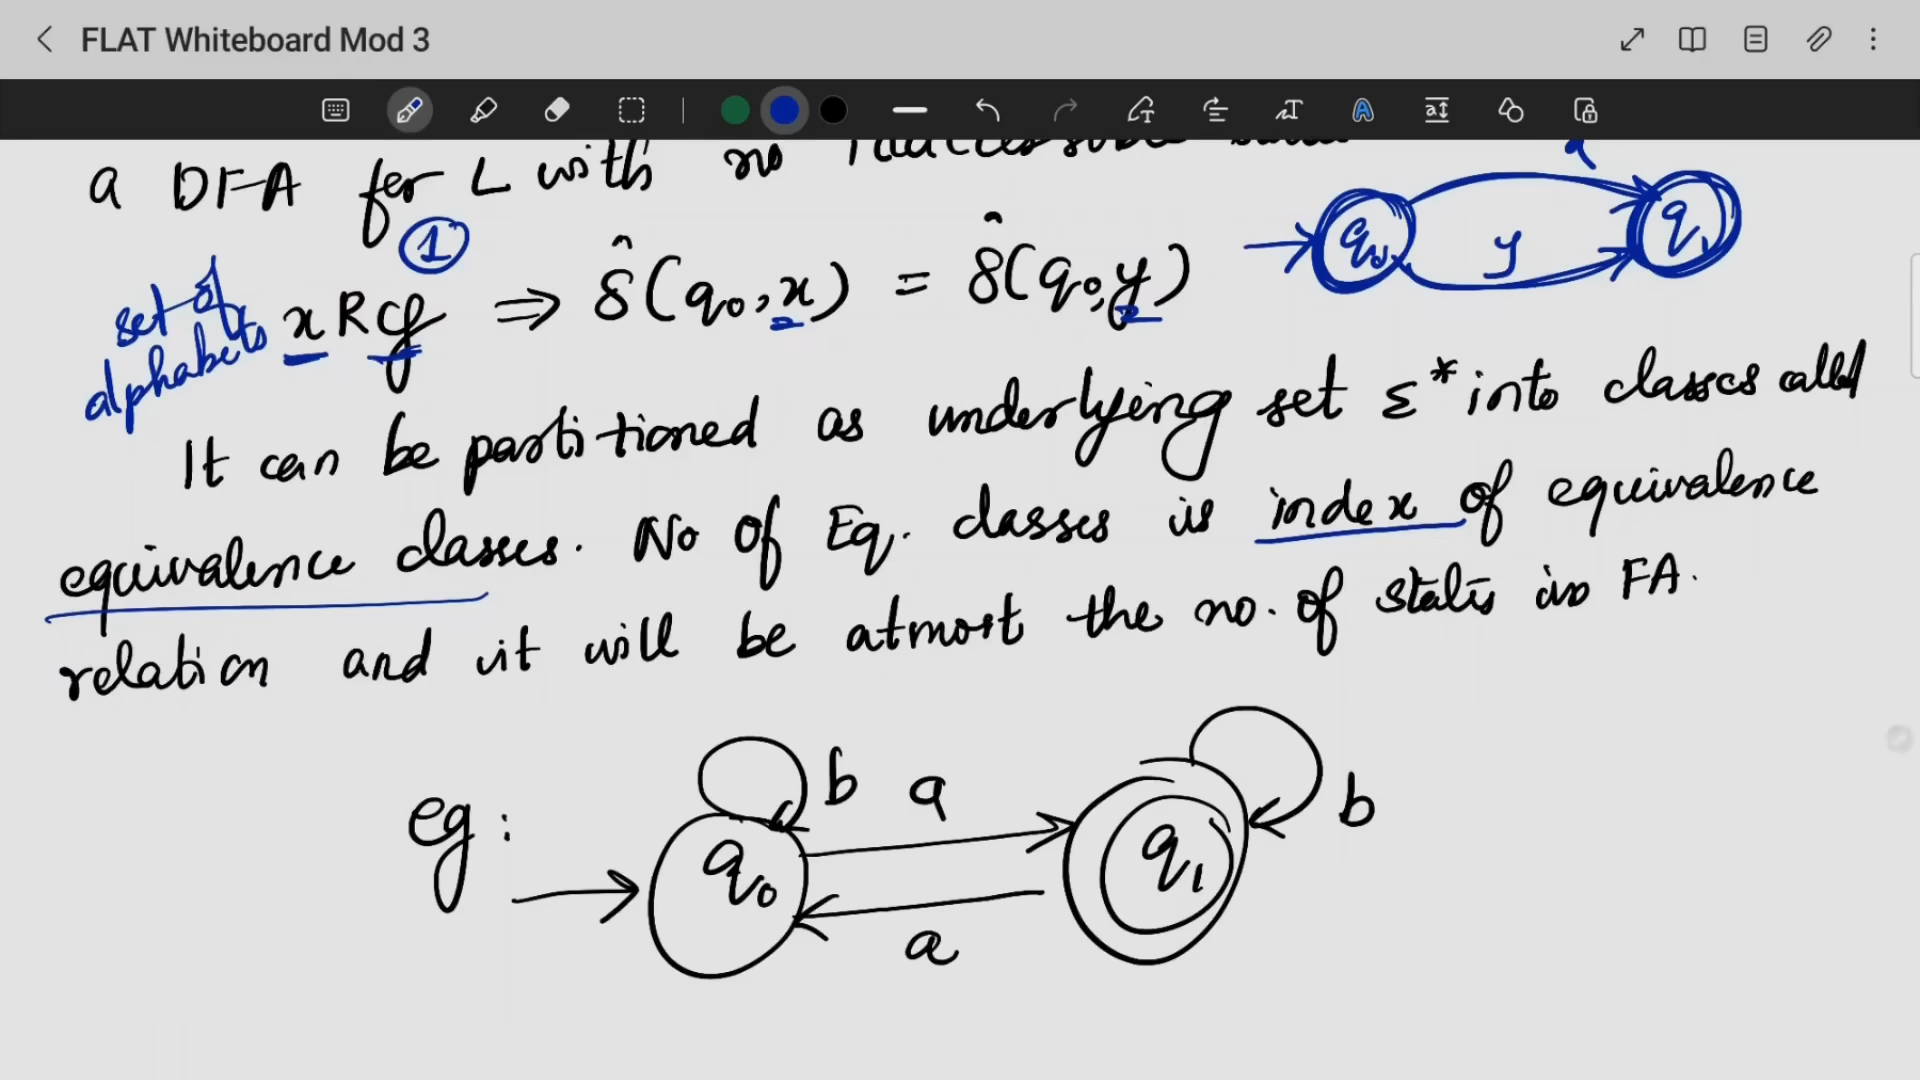 FLAT Whiteboard Mod 3
a DFA for L with no
①
set of
alphabets
x R y ⇒ δ̂(q₀, x) = δ̂(q₀, y)
q₀ y q₁
It can be partitioned as underlying set Σ* into classes called
equivalence classes. No of Eq. classes is index of equivalence
relation and it will be atmost the no. of states in FA.
eg:
b a b
q₀ q₁
a